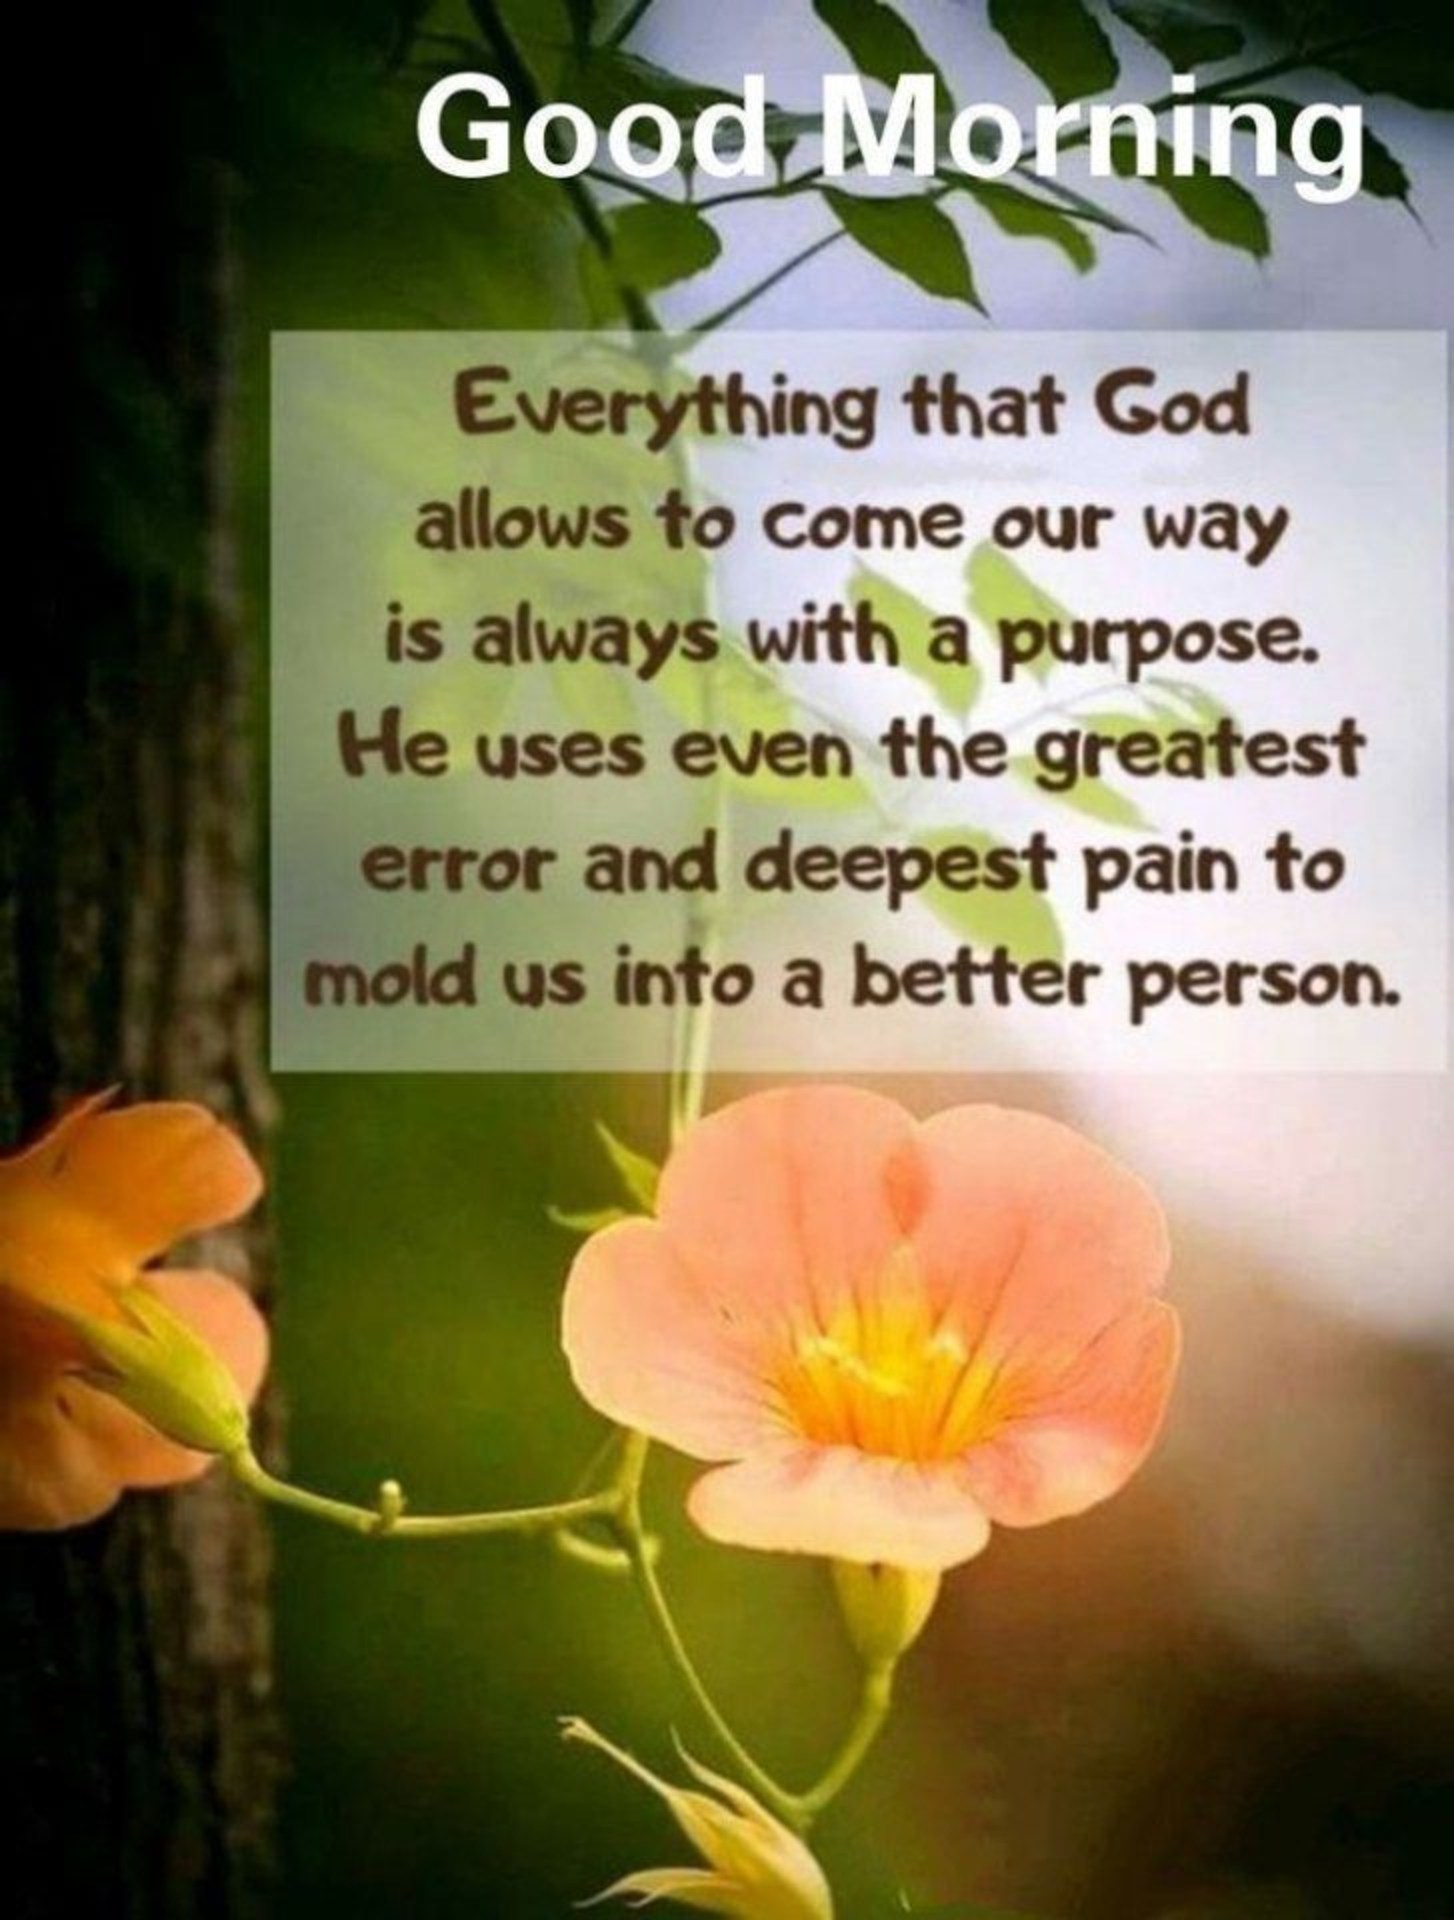 Good Morning
Everything that God
allows to come our way
is always with a purpose.
He uses even the greatest
error and deepest pain to
mold us into a better person.